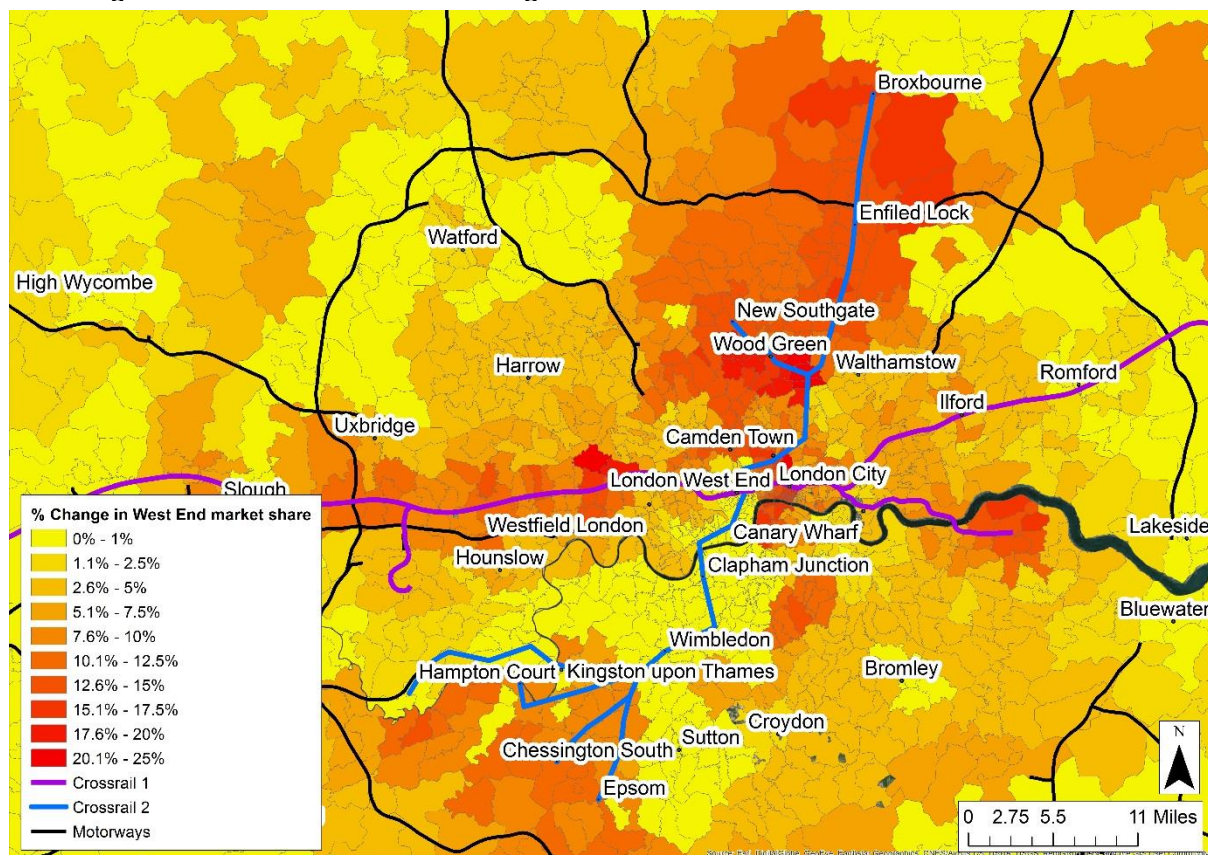 Broxbourne
Enfiled Lock
Watford
High Wycombe
New Southgate
Wood Green
Walthamstow
Harrow
Romford
Ilford
Uxbridge
Camden Town
London West End
London City
Slough
Westfield London
Canary Wharf
Lakeside
Hounslow
Clapham Junction
Bluewater
Wimbledon
Hampton Court
Kingston upon Thames
Bromley
Croydon
Sutton
Chessington South
Epsom
% Change in West End market share
0% - 1%
1.1% - 2.5%
2.6% - 5%
5.1% - 7.5%
7.6% - 10%
10.1% - 12.5%
12.6% - 15%
15.1% - 17.5%
17.6% - 20%
20.1% - 25%
Crossrail 1
Crossrail 2
Motorways
N
0 2.75 5.5 11 Miles